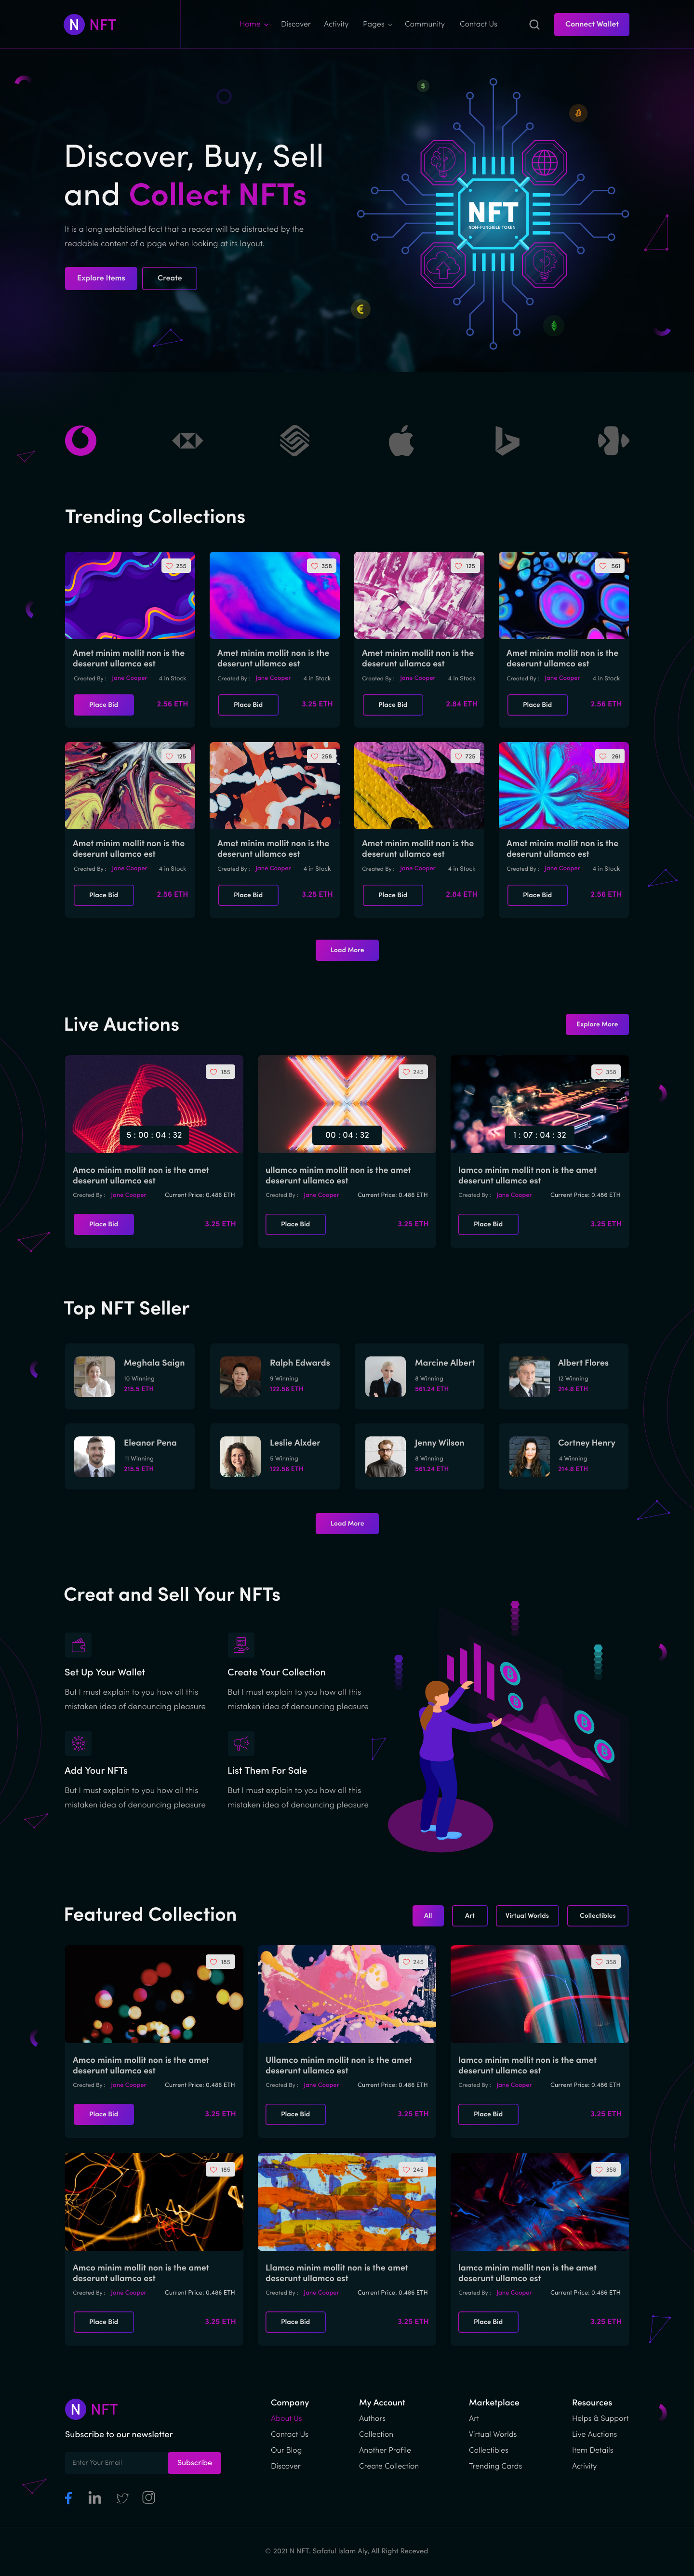 N NFT
Home Discover Activity Pages Community Contact Us
Connect Wallet
Discover, Buy, Sell
and Collect NFTs
It is a long established fact that a reader will be distracted by the
readable content of a page when looking at its layout.
Explore Items Create
NFT
NON-FUNGIBLE TOKEN
Trending Collections
255 358 125 561
Amet minim mollit non is the Amet minim mollit non is the Amet minim mollit non is the Amet minim mollit non is the
deserunt ullamco est deserunt ullamco est deserunt ullamco est deserunt ullamco est
Created By : Jane Cooper 4 in Stock Created By : Jane Cooper 4 in Stock Created By : Jane Cooper 4 in Stock Created By : Jane Cooper 4 in Stock
Place Bid 2.56 ETH Place Bid 3.25 ETH Place Bid 2.84 ETH Place Bid 2.56 ETH
125 258 725 261
Amet minim mollit non is the Amet minim mollit non is the Amet minim mollit non is the Amet minim mollit non is the
deserunt ullamco est deserunt ullamco est deserunt ullamco est deserunt ullamco est
Created By : Jane Cooper 4 in Stock Created By : Jane Cooper 4 in Stock Created By : Jane Cooper 4 in Stock Created By : Jane Cooper 4 in Stock
Place Bid 2.56 ETH Place Bid 3.25 ETH Place Bid 2.84 ETH Place Bid 2.56 ETH
Load More
Live Auctions
Explore More
185 245 358
5 : 00 : 04 : 32 00 : 04 : 32 1 : 07 : 04 : 32
Amco minim mollit non is the amet ullamco minim mollit non is the amet lamco minim mollit non is the amet
deserunt ullamco est deserunt ullamco est deserunt ullamco est
Created By : Jane Cooper Current Price: 0.486 ETH Created By : Jane Cooper Current Price: 0.486 ETH Created By : Jane Cooper Current Price: 0.486 ETH
Place Bid 3.25 ETH Place Bid 3.25 ETH Place Bid 3.25 ETH
Top NFT Seller
Meghala Saign Ralph Edwards Marcine Albert Albert Flores
10 Winning 9 Winning 8 Winning 12 Winning
215.5 ETH 122.56 ETH 561.24 ETH 214.8 ETH
Eleanor Pena Leslie Alxder Jenny Wilson Cortney Henry
11 Winning 5 Winning 8 Winning 4 Winning
215.5 ETH 122.56 ETH 561.24 ETH 214.8 ETH
Load More
Creat and Sell Your NFTs
Set Up Your Wallet Create Your Collection
But I must explain to you how all this But I must explain to you how all this
mistaken idea of denouncing pleasure mistaken idea of denouncing pleasure
Add Your NFTs List Them For Sale
But I must explain to you how all this But I must explain to you how all this
mistaken idea of denouncing pleasure mistaken idea of denouncing pleasure
Featured Collection
All Art Virtual Worlds Collectibles
185 245 358
Amco minim mollit non is the amet Ullamco minim mollit non is the amet lamco minim mollit non is the amet
deserunt ullamco est deserunt ullamco est deserunt ullamco est
Created By : Jane Cooper Current Price: 0.486 ETH Created By : Jane Cooper Current Price: 0.486 ETH Created By : Jane Cooper Current Price: 0.486 ETH
Place Bid 3.25 ETH Place Bid 3.25 ETH Place Bid 3.25 ETH
185 245 358
Amco minim mollit non is the amet Llamco minim mollit non is the amet lamco minim mollit non is the amet
deserunt ullamco est deserunt ullamco est deserunt ullamco est
Created By : Jane Cooper Current Price: 0.486 ETH Created By : Jane Cooper Current Price: 0.486 ETH Created By : Jane Cooper Current Price: 0.486 ETH
Place Bid 3.25 ETH Place Bid 3.25 ETH Place Bid 3.25 ETH
N NFT
Subscribe to our newsletter
Enter Your Email Subscribe
Company
About Us
Contact Us
Our Blog
Discover
My Account
Authors
Collection
Another Profile
Create Collection
Marketplace
Art
Virtual Worlds
Collectibles
Trending Cards
Resources
Helps & Support
Live Auctions
Item Details
Activity
© 2021 N NFT. Safatul Islam Aly, All Right Receved